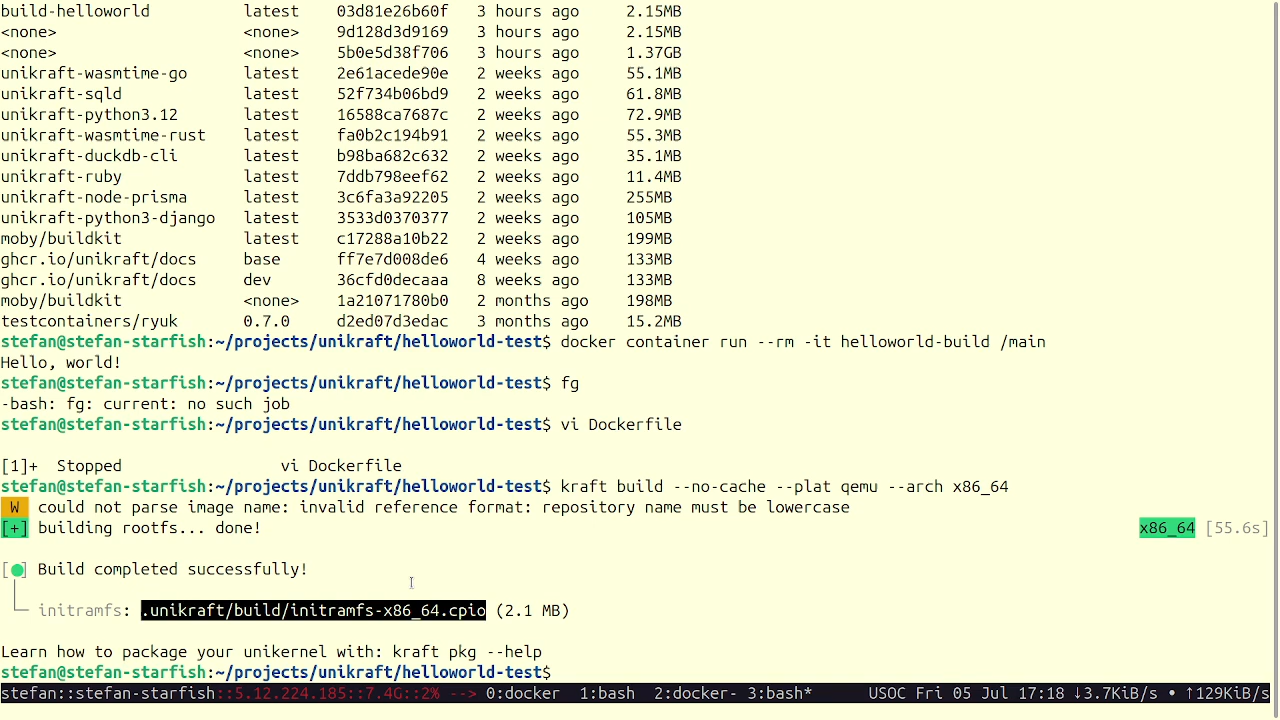 build-helloworld latest 03d81e26b60f 3 hours ago 2.15MB
<none> <none> 9d128d3d9169 3 hours ago 2.15MB
<none> <none> 5b0e5d38f706 3 hours ago 1.37GB
unikraft-wasmtime-go latest 2e61acede90e 2 weeks ago 55.1MB
unikraft-sqld latest 52f734b06bd9 2 weeks ago 61.8MB
unikraft-python3.12 latest 16588ca7687c 2 weeks ago 72.9MB
unikraft-wasmtime-rust latest fa0b2c194b91 2 weeks ago 55.3MB
unikraft-duckdb-cli latest b98ba682c632 2 weeks ago 35.1MB
unikraft-ruby latest 7ddb798eef62 2 weeks ago 11.4MB
unikraft-node-prisma latest 3c6fa3a92205 2 weeks ago 255MB
unikraft-python3-django latest 3533d0370377 2 weeks ago 105MB
moby/buildkit latest c17288a10b22 2 weeks ago 199MB
ghcr.io/unikraft/docs base ff7e7d008de6 4 weeks ago 133MB
ghcr.io/unikraft/docs dev 36cfd0decaaa 8 weeks ago 133MB
moby/buildkit <none> 1a21071780b0 2 months ago 198MB
testcontainers/ryuk 0.7.0 d2ed07d3edac 3 months ago 15.2MB
stefan@stefan-starfish:~/projects/unikraft/helloworld-test$ docker container run --rm -it helloworld-build /main
Hello, world!
stefan@stefan-starfish:~/projects/unikraft/helloworld-test$ fg
-bash: fg: current: no such job
stefan@stefan-starfish:~/projects/unikraft/helloworld-test$ vi Dockerfile
[1]+ Stopped vi Dockerfile
stefan@stefan-starfish:~/projects/unikraft/helloworld-test$ kraft build --no-cache --plat qemu --arch x86_64
W could not parse image name: invalid reference format: repository name must be lowercase
[+] building rootfs... done! x86_64 [55.6s]
[●] Build completed successfully!
└─ initramfs: .unikraft/build/initramfs-x86_64.cpio (2.1 MB)
Learn how to package your unikernel with: kraft pkg --help
stefan@stefan-starfish:~/projects/unikraft/helloworld-test$
stefan::stefan-starfish::5.12.224.185::7.4G::2% --> 0:docker 1:bash 2:docker- 3:bash* USOC Fri 05 Jul 17:18 ↓3.7KiB/s • ↑129KiB/s